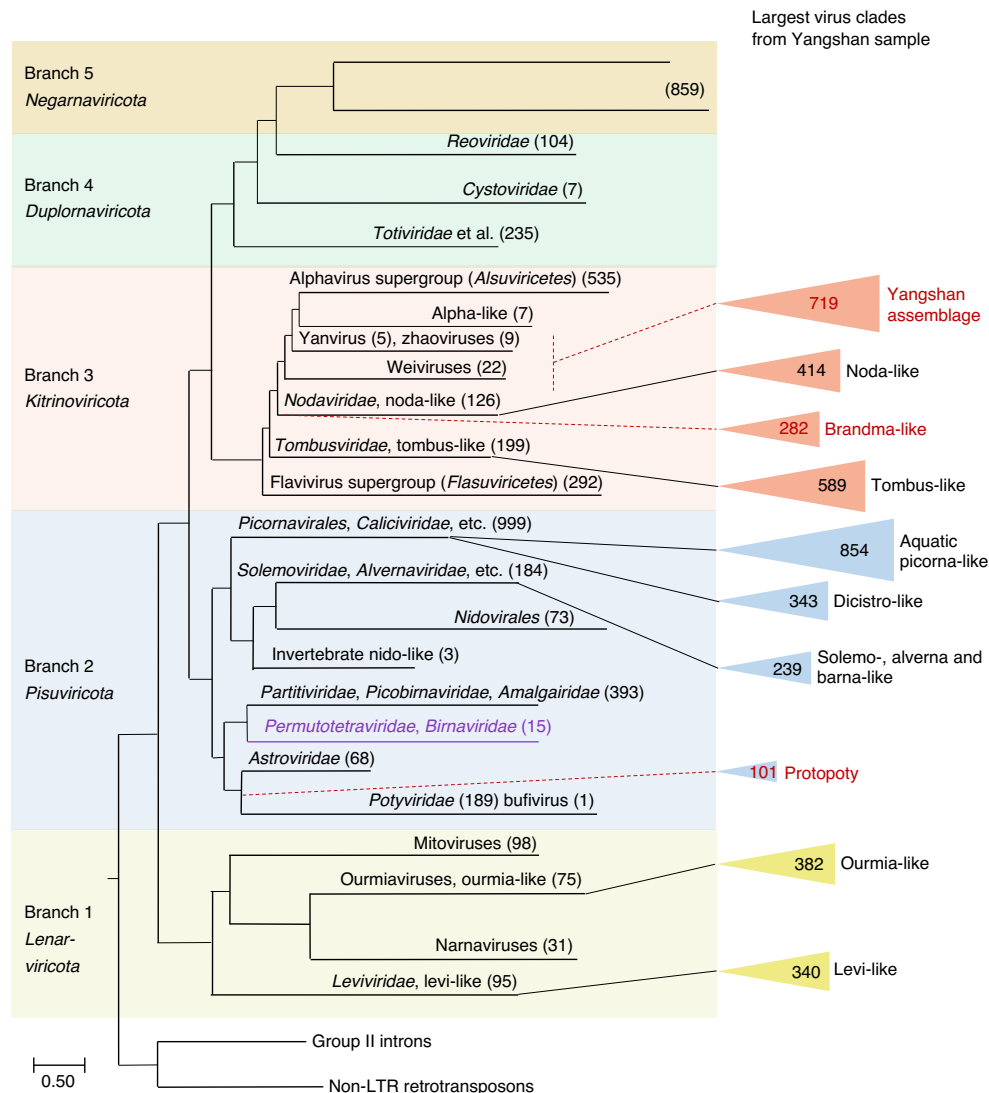 Largest virus clades
from Yangshan sample
Branch 5
Negarnaviricota
(859)
Reoviridae (104)
Branch 4
Duplornaviricota
Cystoviridae (7)
Totiviridae et al. (235)
Alphavirus supergroup (Alsuviricetes) (535)
Alpha-like (7)
Yanvirus (5), zhaoviruses (9)
Weiviruses (22)
Branch 3
Kitrinoviricota
Nodaviridae, noda-like (126)
Tombusviridae, tombus-like (199)
Flavivirus supergroup (Flasuviricetes) (292)
719
Yangshan
assemblage
414 Noda-like
282 Brandma-like
589 Tombus-like
Picornavirales, Caliciviridae, etc. (999)
Solemoviridae, Alvernaviridae, etc. (184)
Nidovirales (73)
Invertebrate nido-like (3)
Branch 2
Pisuviricota
Partitiviridae, Picobirnaviridae, Amalgairidae (393)
Permutotetraviridae, Birnaviridae (15)
Astroviridae (68)
Potyviridae (189) bufivirus (1)
854
Aquatic
picorna-like
343 Dicistro-like
239
Solemo-, alverna and
barna-like
101 Protopoty
Mitoviruses (98)
Ourmiaviruses, ourmia-like (75)
Branch 1
Lenar-
viricota
Narnaviruses (31)
Leviviridae, levi-like (95)
382 Ourmia-like
340 Levi-like
Group II introns
Non-LTR retrotransposons
0.50